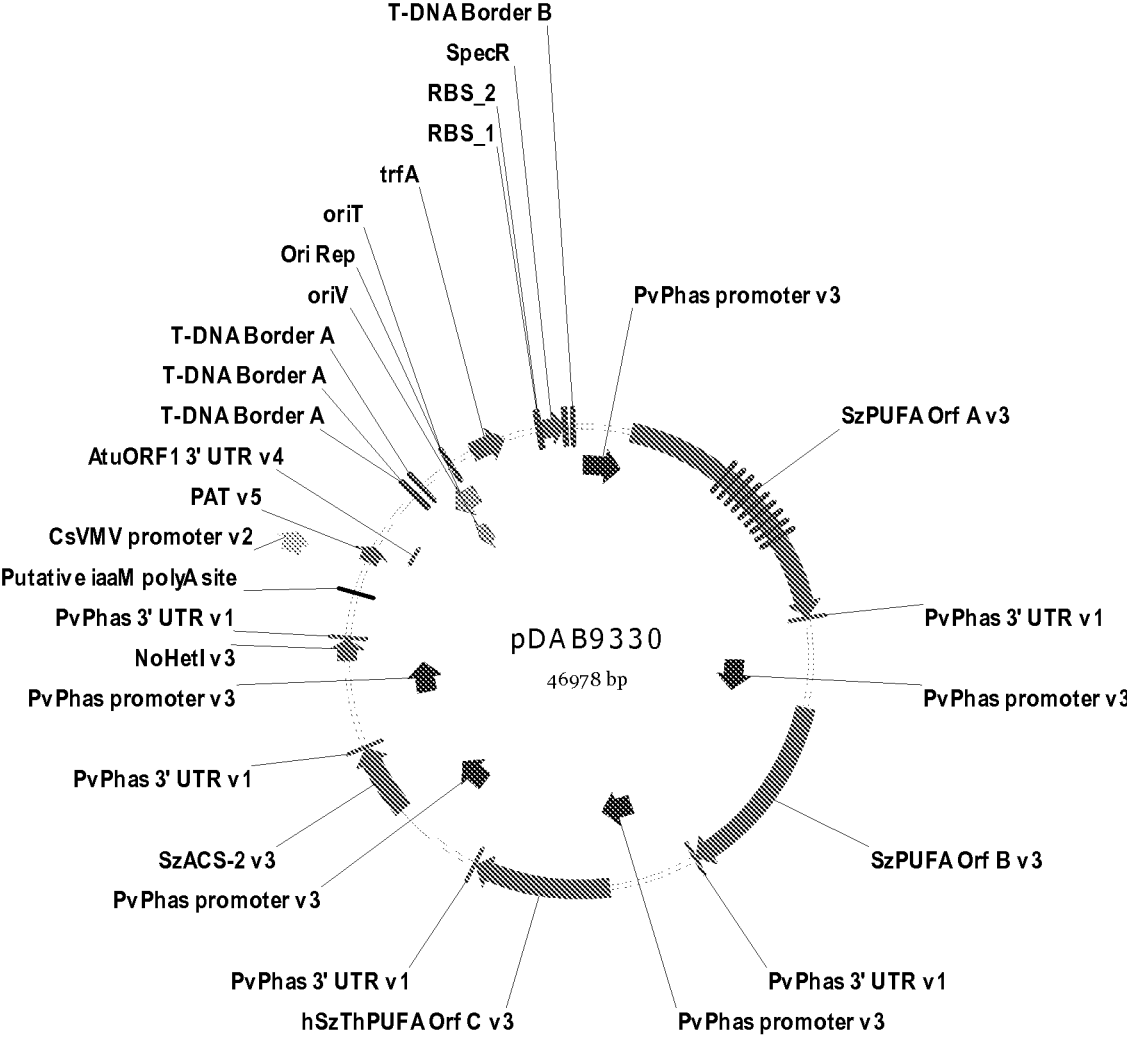 T-DNA Border B
SpecR
RBS_2
RBS_1
trfA
oriT
Ori Rep
oriV
T-DNA Border A
T-DNA Border A
T-DNA Border A
AtuORF1 3' UTR v4
PAT v5
CsVMV promoter v2
Putative iaaM polyA site
PvPhas 3' UTR v1
NoHetI v3
PvPhas promoter v3
PvPhas 3' UTR v1
SzACS-2 v3
PvPhas promoter v3
PvPhas 3' UTR v1
hSzThPUFA Orf C v3
PvPhas promoter v3
SzPUFA Orf A v3
PvPhas 3' UTR v1
PvPhas promoter v3
SzPUFA Orf B v3
PvPhas 3' UTR v1
PvPhas promoter v3
pDAB9330
46978 bp